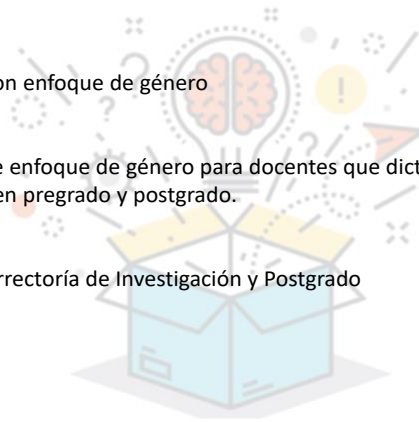 on enfoque de género
e enfoque de género para docentes que dict
en pregrado y postgrado.
rrectoría de Investigación y Postgrado